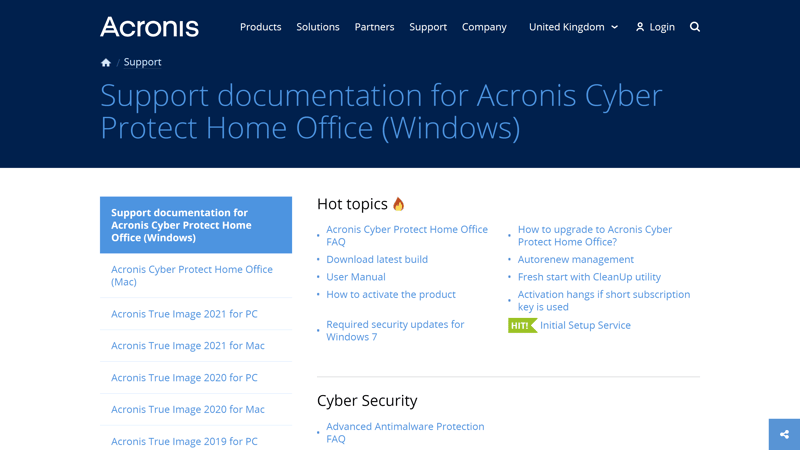 Acronis
Products
Solutions
Partners
Support
Company
United Kingdom
Login
/ Support
Support documentation for Acronis Cyber
Protect Home Office (Windows)
Support documentation for
Acronis Cyber Protect Home
Office (Windows)
Acronis Cyber Protect Home Office
(Mac)
Acronis True Image 2021 for PC
Acronis True Image 2021 for Mac
Acronis True Image 2020 for PC
Acronis True Image 2020 for Mac
Acronis True Image 2019 for PC
Hot topics
Acronis Cyber Protect Home Office
FAQ
Download latest build
User Manual
How to activate the product
Required security updates for
Windows 7
How to upgrade to Acronis Cyber
Protect Home Office?
Autorenew management
Fresh start with CleanUp utility
Activation hangs if short subscription
key is used
HIT! Initial Setup Service
Cyber Security
Advanced Antimalware Protection
FAQ